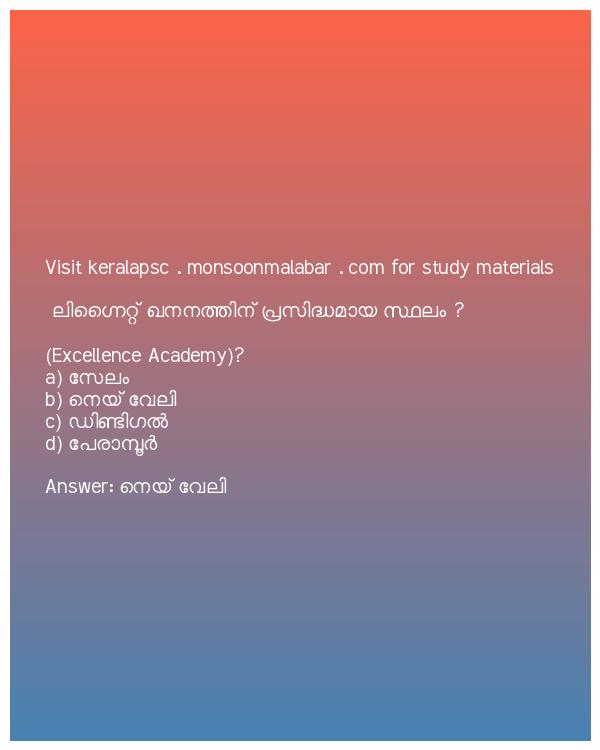 Visit keralapsc . monsoonmalabar . com for study materials
ലിഗ്നൈറ്റ് ഖനനത്തിന് പ്രസിദ്ധമായ സ്ഥലം ?
(Excellence Academy)?
a) സേലം
b) നെയ് വേലി
c) ഡിണ്ടിഗൽ
d) പേരാമ്പൂർ
Answer: നെയ് വേലി